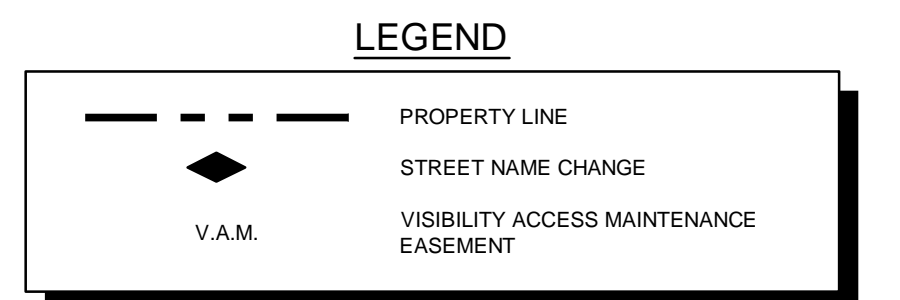 LEGEND
PROPERTY LINE
STREET NAME CHANGE
V.A.M.
VISIBILITY ACCESS MAINTENANCE
EASEMENT